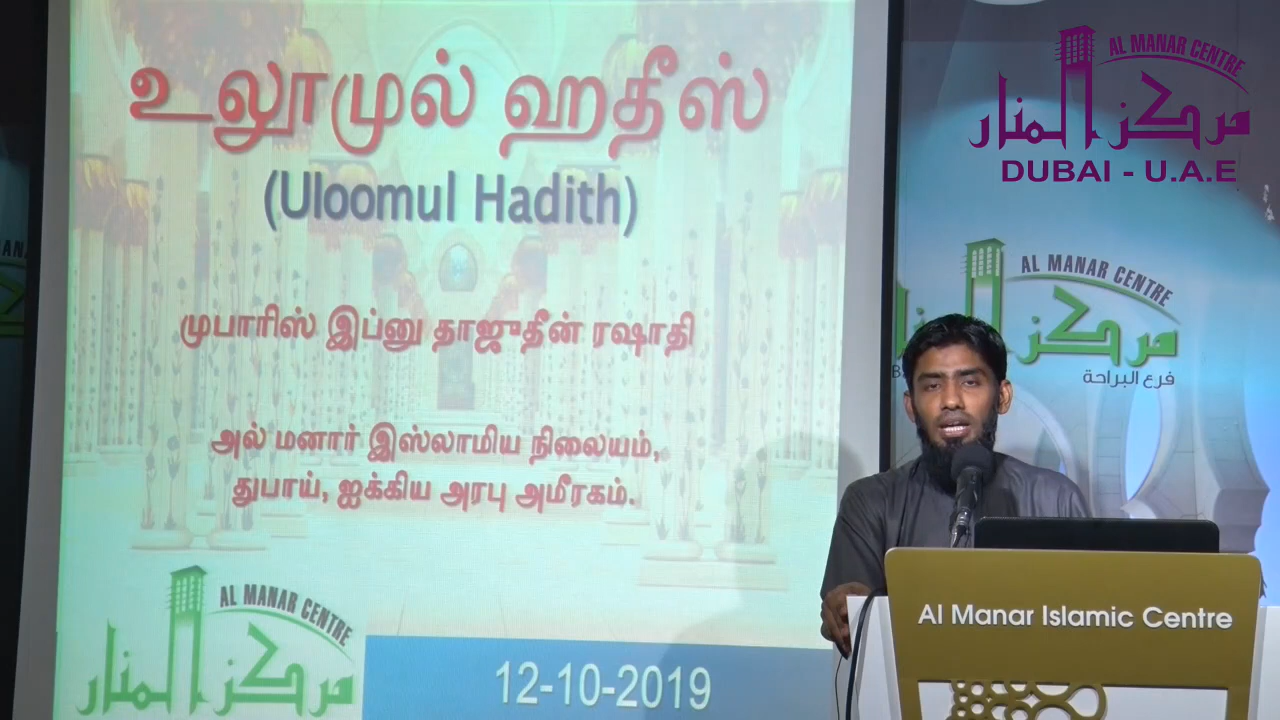 உலூமுல் ஹதீஸ்
(Uloomul Hadith)
முபாரிஸ் இப்னு தாஜுதீன் ரஷாதி
அல் மனார் இஸ்லாமிய நிலையம்,
துபாய், ஐக்கிய அரபு அமீரகம்.
AL MANAR CENTRE
مركز المنار
12-10-2019
AL MANAR CENTRE
مركز المنار
DUBAI - U.A.E
AL MANAR CENTRE
مركز المنار
فرع البراحة
Al Manar Islamic Centre